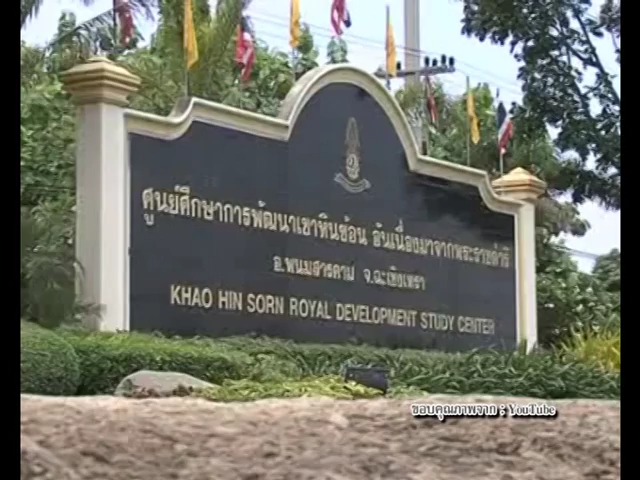 ศูนย์ศึกษาการพัฒนาเขาหินซ้อน อันเนื่องมาจากพระราชดำริ
อ.พนมสารคาม จ.ฉะเชิงเทรา
KHAO HIN SORN ROYAL DEVELOPMENT STUDY CENTER
ขอบคุณภาพจาก : YouTube